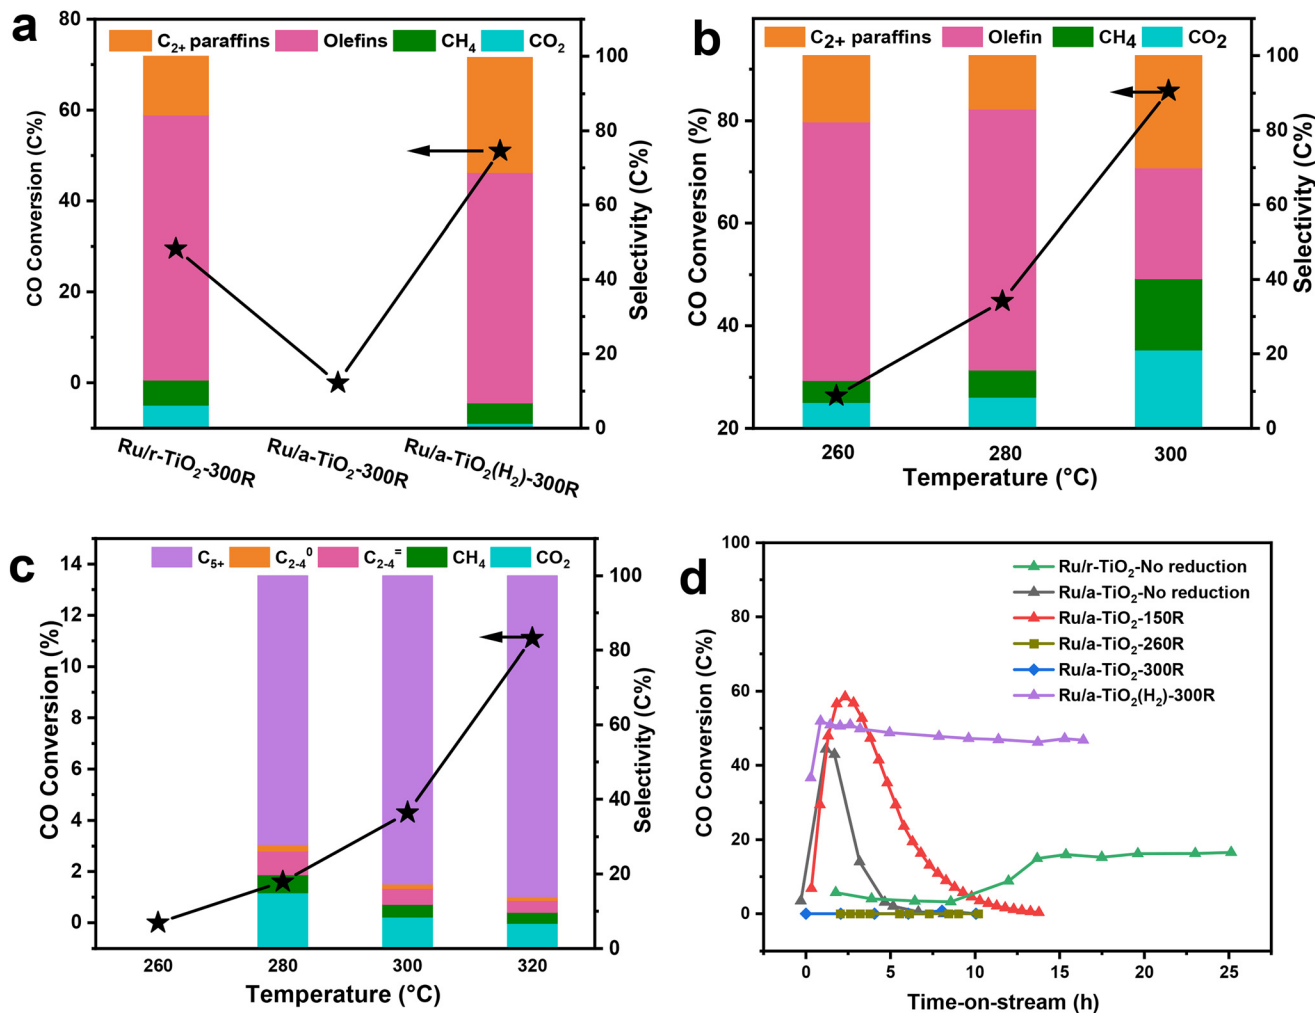 a
C2+ paraffins Olefins CH4 CO2
CO Conversion (C%)
80
60
40
20
0
Selectivity (C%)
100
80
60
40
20
0
Ru/r-TiO2-300R
Ru/a-TiO2-300R
Ru/a-TiO2(H2)-300R
b
C2+ paraffins Olefin CH4 CO2
CO Conversion (%)
80
60
40
20
Selectivity (C%)
100
80
60
40
20
0
260 280 300
Temperature (°C)
c
C5+ C2-4⁰ C2-4⁼ CH4 CO2
CO Conversion (%)
14
12
10
8
6
4
2
0
Selectivity (C%)
100
80
60
40
20
0
260 280 300 320
Temperature (°C)
d
Ru/r-TiO2-No reduction
Ru/a-TiO2-No reduction
Ru/a-TiO2-150R
Ru/a-TiO2-260R
Ru/a-TiO2-300R
Ru/a-TiO2(H2)-300R
CO Conversion (C%)
100
80
60
40
20
0
0 5 10 15 20 25
Time-on-stream (h)